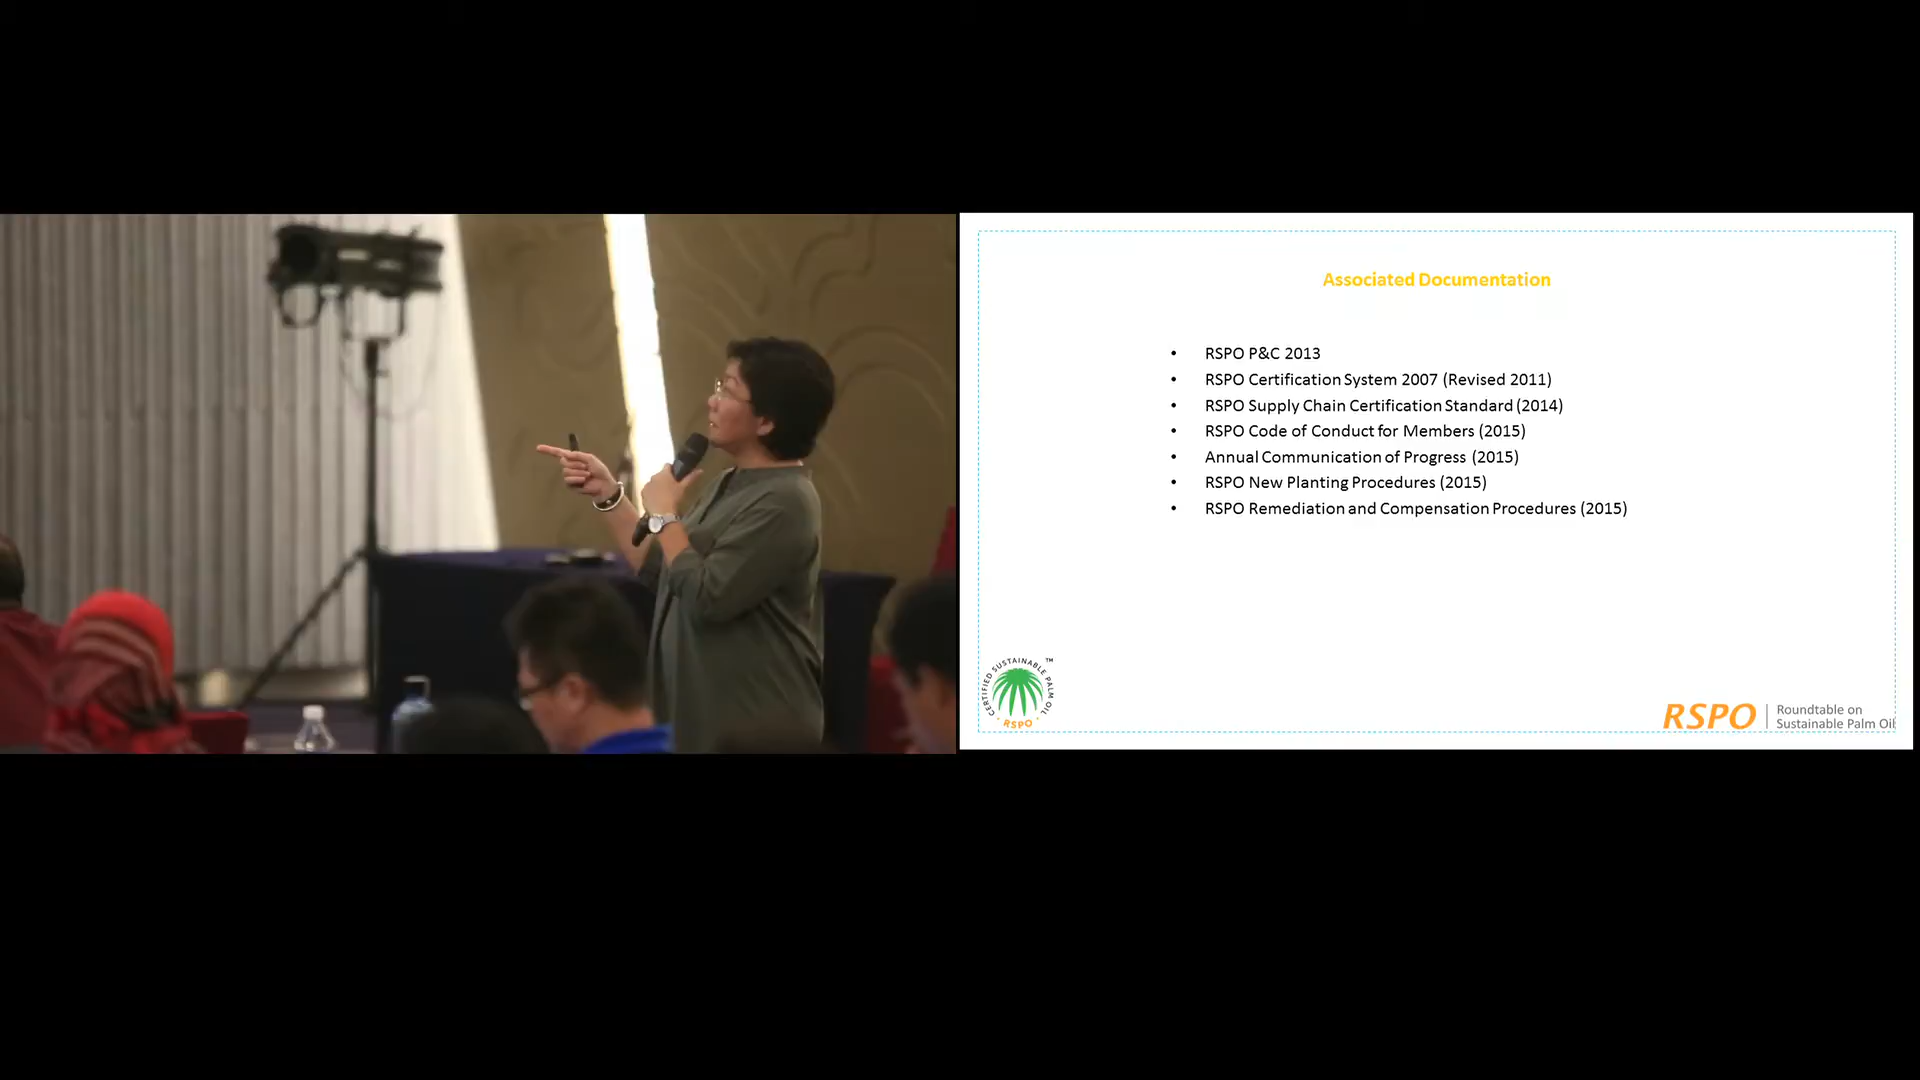 Associated Documentation
• RSPO P&C 2013
• RSPO Certification System 2007 (Revised 2011)
• RSPO Supply Chain Certification Standard (2014)
• RSPO Code of Conduct for Members (2015)
• Annual Communication of Progress (2015)
• RSPO New Planting Procedures (2015)
• RSPO Remediation and Compensation Procedures (2015)
CERTIFIED SUSTAINABLE PALM OIL ™
· RSPO ·
RSPO | Roundtable on
Sustainable Palm Oil